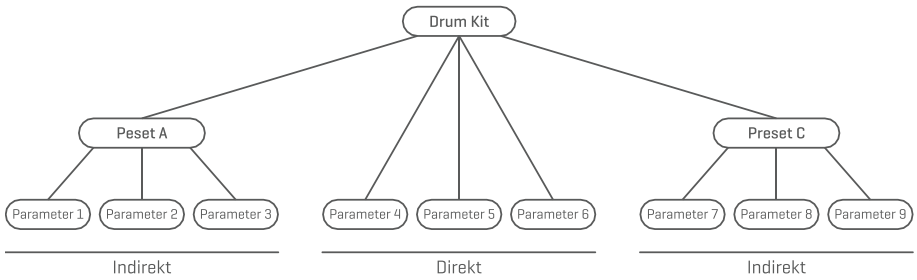 Drum Kit
Peset A
Preset C
Parameter 1
Parameter 2
Parameter 3
Parameter 4
Parameter 5
Parameter 6
Parameter 7
Parameter 8
Parameter 9
Indirekt
Direkt
Indirekt